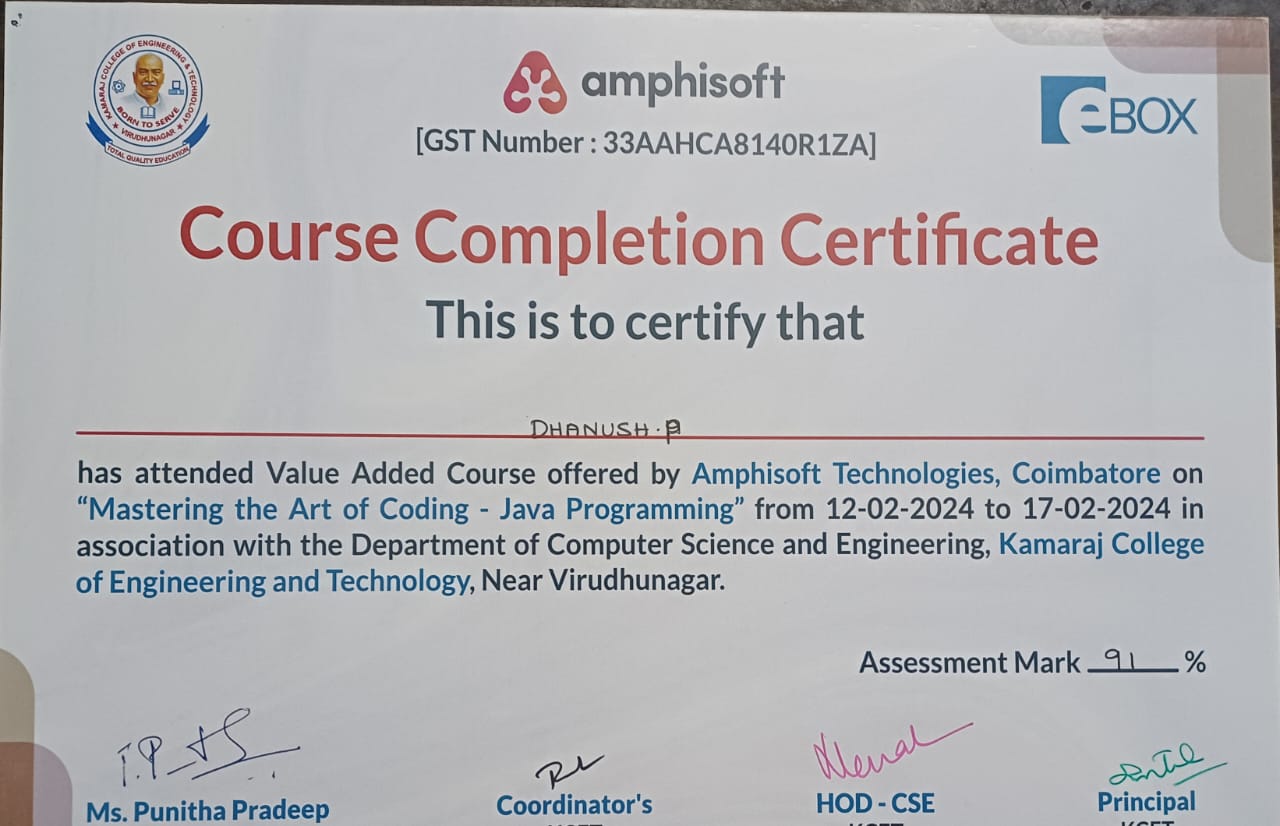 KAMARAJ COLLEGE OF ENGINEERING & TECHNOLOGY
BORN TO SERVE
VIRUDHUNAGAR
TOTAL QUALITY EDUCATION
amphisoft
eBOX
[GST Number : 33AAHCA8140R1ZA]
Course Completion Certificate
This is to certify that
DHANUSH.P
has attended Value Added Course offered by Amphisoft Technologies, Coimbatore on
“Mastering the Art of Coding - Java Programming” from 12-02-2024 to 17-02-2024 in
association with the Department of Computer Science and Engineering, Kamaraj College
of Engineering and Technology, Near Virudhunagar.
Assessment Mark 91 %
Ms. Punitha Pradeep
Coordinator's
HOD - CSE
Principal